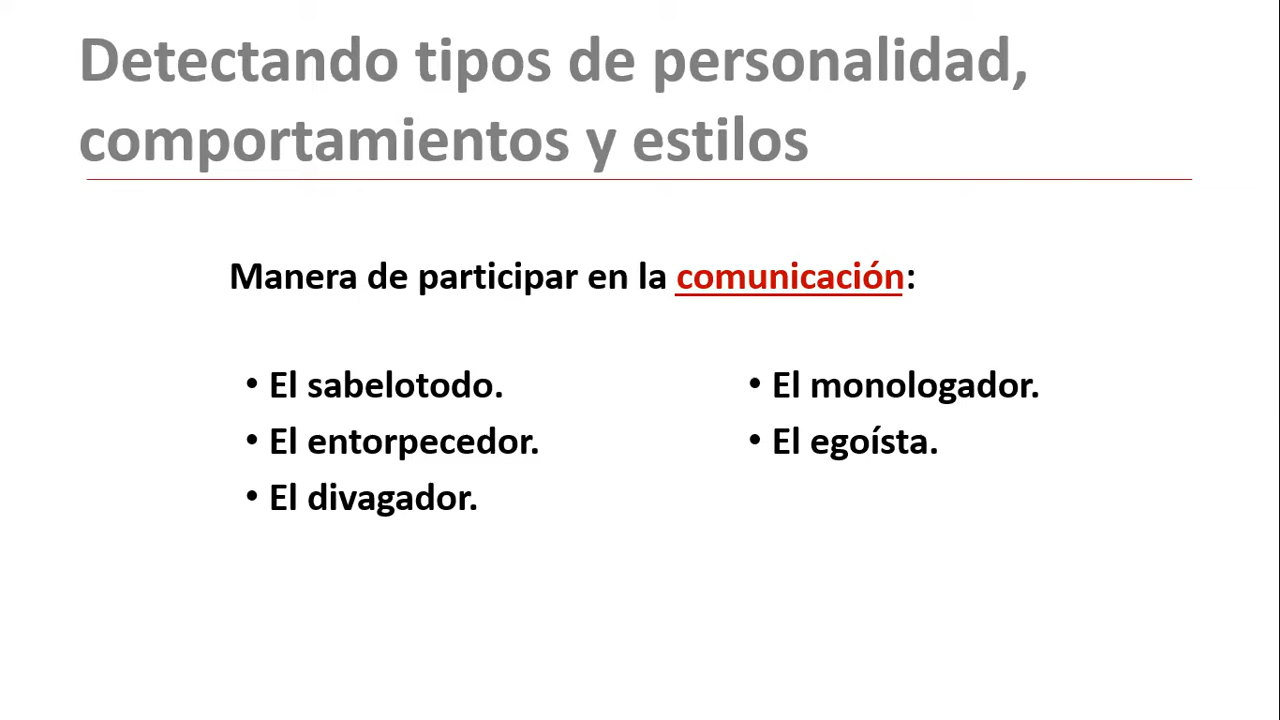 Detectando tipos de personalidad,
comportamientos y estilos
Manera de participar en la comunicación:
• El sabelotodo.
• El entorpecedor.
• El divagador.
• El monologador.
• El egoísta.